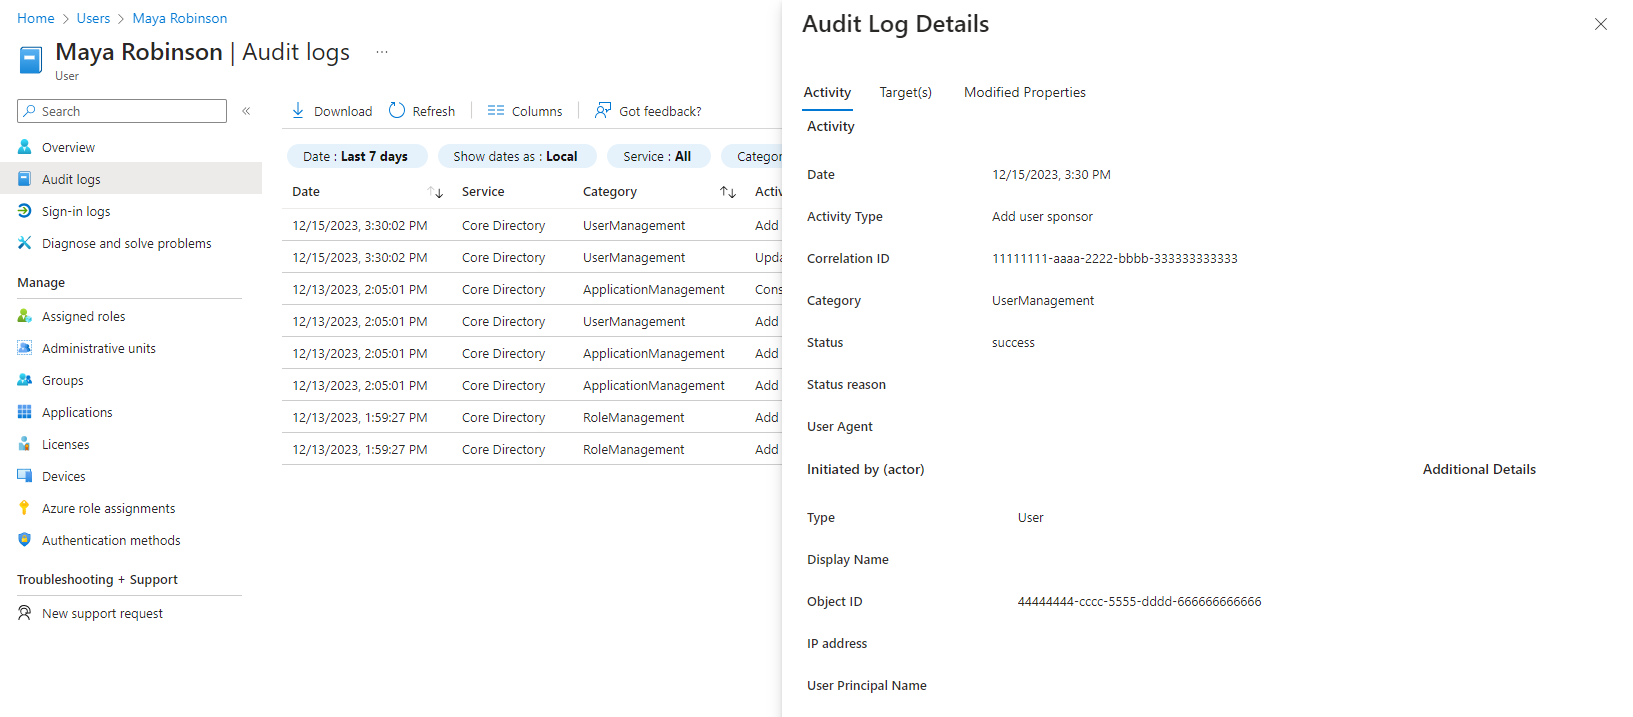 Home > Users > Maya Robinson
Maya Robinson | Audit logs ...
User
Search «
Overview
Audit logs
Sign-in logs
Diagnose and solve problems
Manage
Assigned roles
Administrative units
Groups
Applications
Licenses
Devices
Azure role assignments
Authentication methods
Troubleshooting + Support
New support request
Download Refresh Columns Got feedback?
Date : Last 7 days Show dates as : Local Service : All Categor
Date Service Category Activ
12/15/2023, 3:30:02 PM Core Directory UserManagement Add
12/15/2023, 3:30:02 PM Core Directory UserManagement Upda
12/13/2023, 2:05:01 PM Core Directory ApplicationManagement Cons
12/13/2023, 2:05:01 PM Core Directory UserManagement Add
12/13/2023, 2:05:01 PM Core Directory ApplicationManagement Add
12/13/2023, 2:05:01 PM Core Directory ApplicationManagement Add
12/13/2023, 1:59:27 PM Core Directory RoleManagement Add
12/13/2023, 1:59:27 PM Core Directory RoleManagement Add
Audit Log Details
Activity Target(s) Modified Properties
Activity
Date 12/15/2023, 3:30 PM
Activity Type Add user sponsor
Correlation ID 11111111-aaaa-2222-bbbb-333333333333
Category UserManagement
Status success
Status reason
User Agent
Initiated by (actor) Additional Details
Type User
Display Name
Object ID 44444444-cccc-5555-dddd-666666666666
IP address
User Principal Name